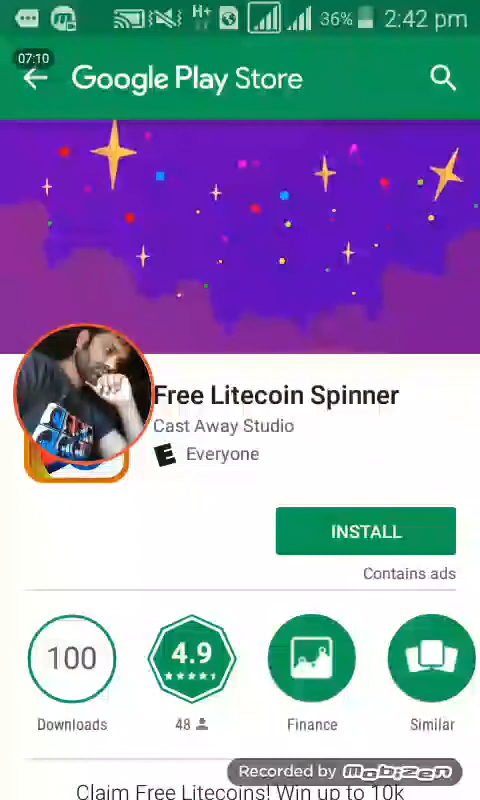 H+ 36% 2:42 pm
07:10
Google Play Store
Free Litecoin Spinner
Cast Away Studio
E Everyone
INSTALL
Contains ads
100 4.9
Downloads 48 Finance Similar
Recorded by mobizen
Claim Free Litecoins! Win up to 10k